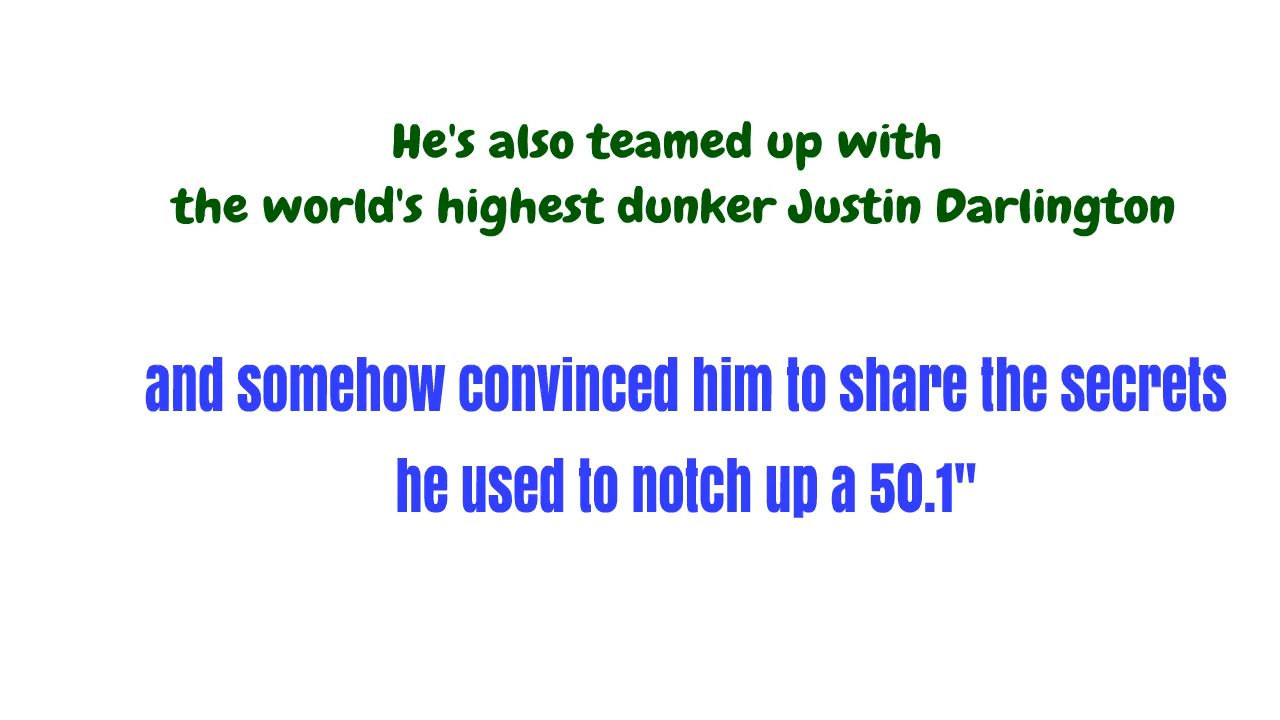 He's also teamed up with
the world's highest dunker Justin Darlington
and somehow convinced him to share the secrets
he used to notch up a 50.1"